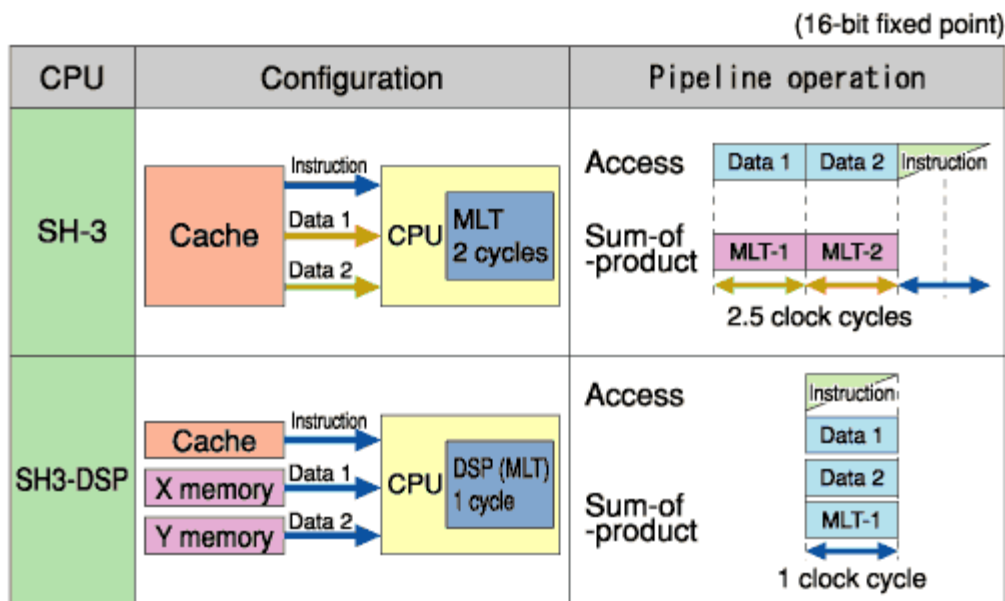 (16-bit fixed point)
CPU
Configuration
Pipeline operation
SH-3
Cache
Instruction
Data 1
Data 2
CPU
MLT
2 cycles
Access
Data 1
Data 2
Instruction
Sum-of
-product
MLT-1
MLT-2
2.5 clock cycles
SH3-DSP
Cache
X memory
Y memory
Instruction
Data 1
Data 2
CPU
DSP (MLT)
1 cycle
Access
Instruction
Data 1
Data 2
Sum-of
-product
MLT-1
1 clock cycle